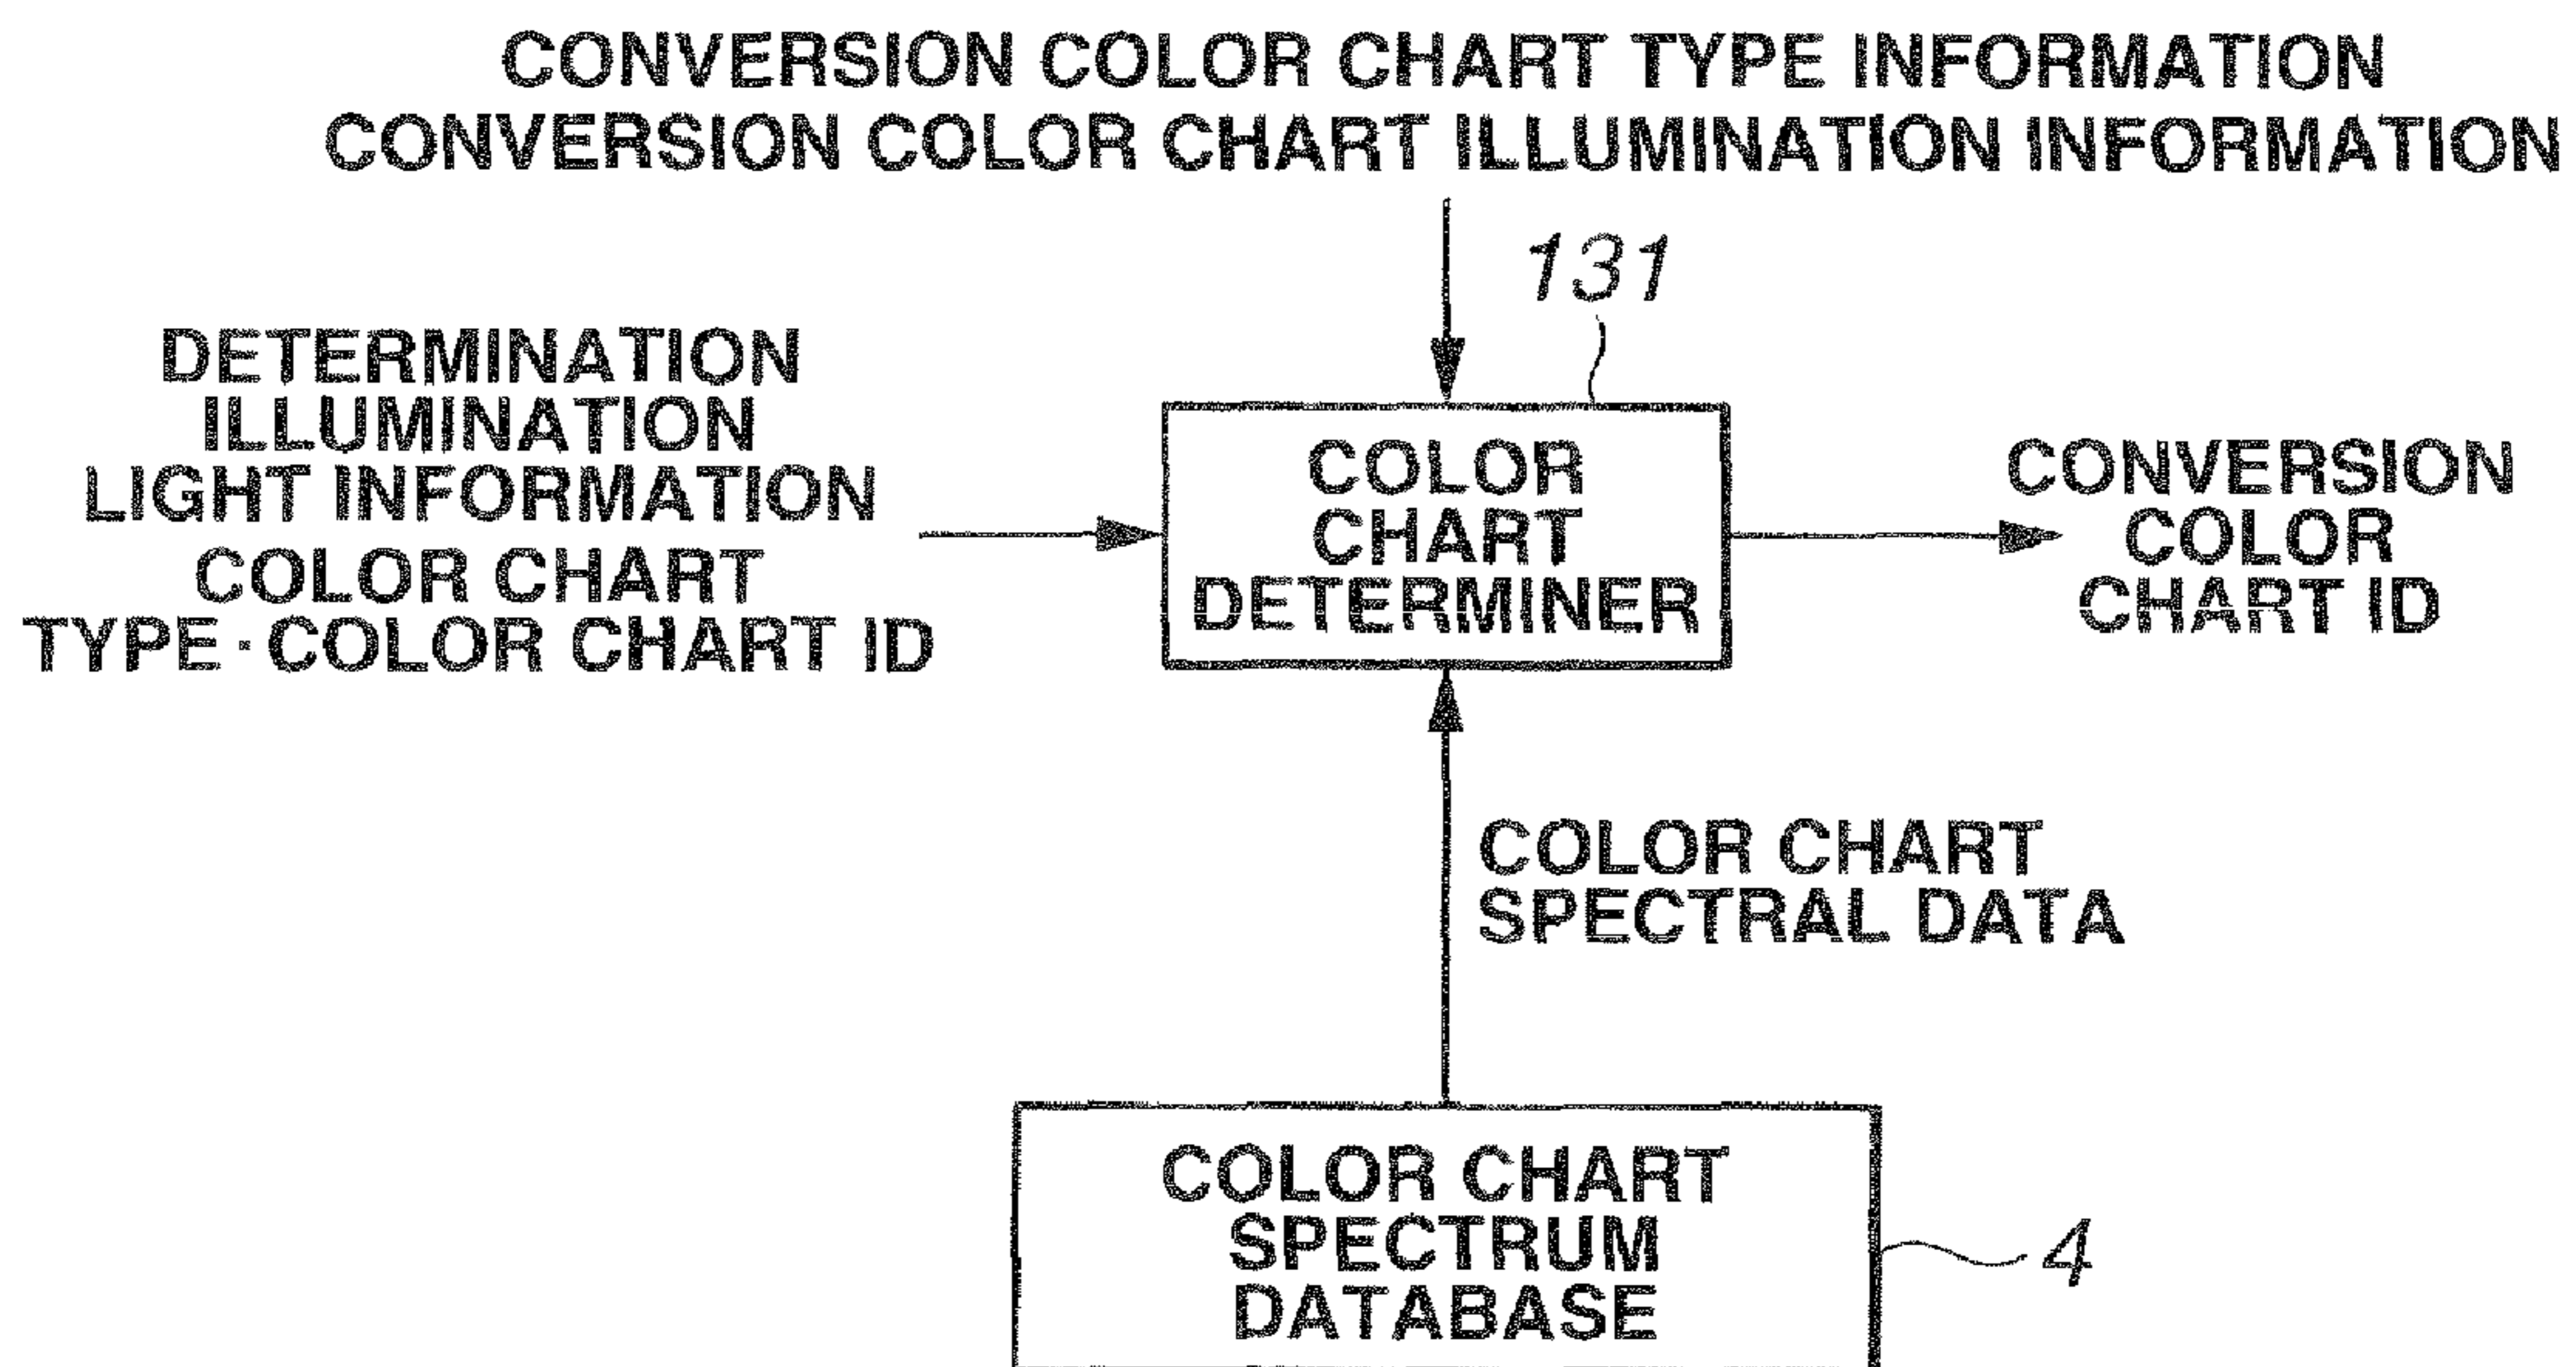 CONVERSION COLOR CHART TYPE INFORMATION
CONVERSION COLOR CHART ILLUMINATION INFORMATION
131
DETERMINATION
ILLUMINATION
LIGHT INFORMATION
COLOR CHART
TYPE·COLOR CHART ID
COLOR
CHART
DETERMINER
CONVERSION
COLOR
CHART ID
COLOR CHART
SPECTRAL DATA
COLOR CHART
SPECTRUM
DATABASE
4